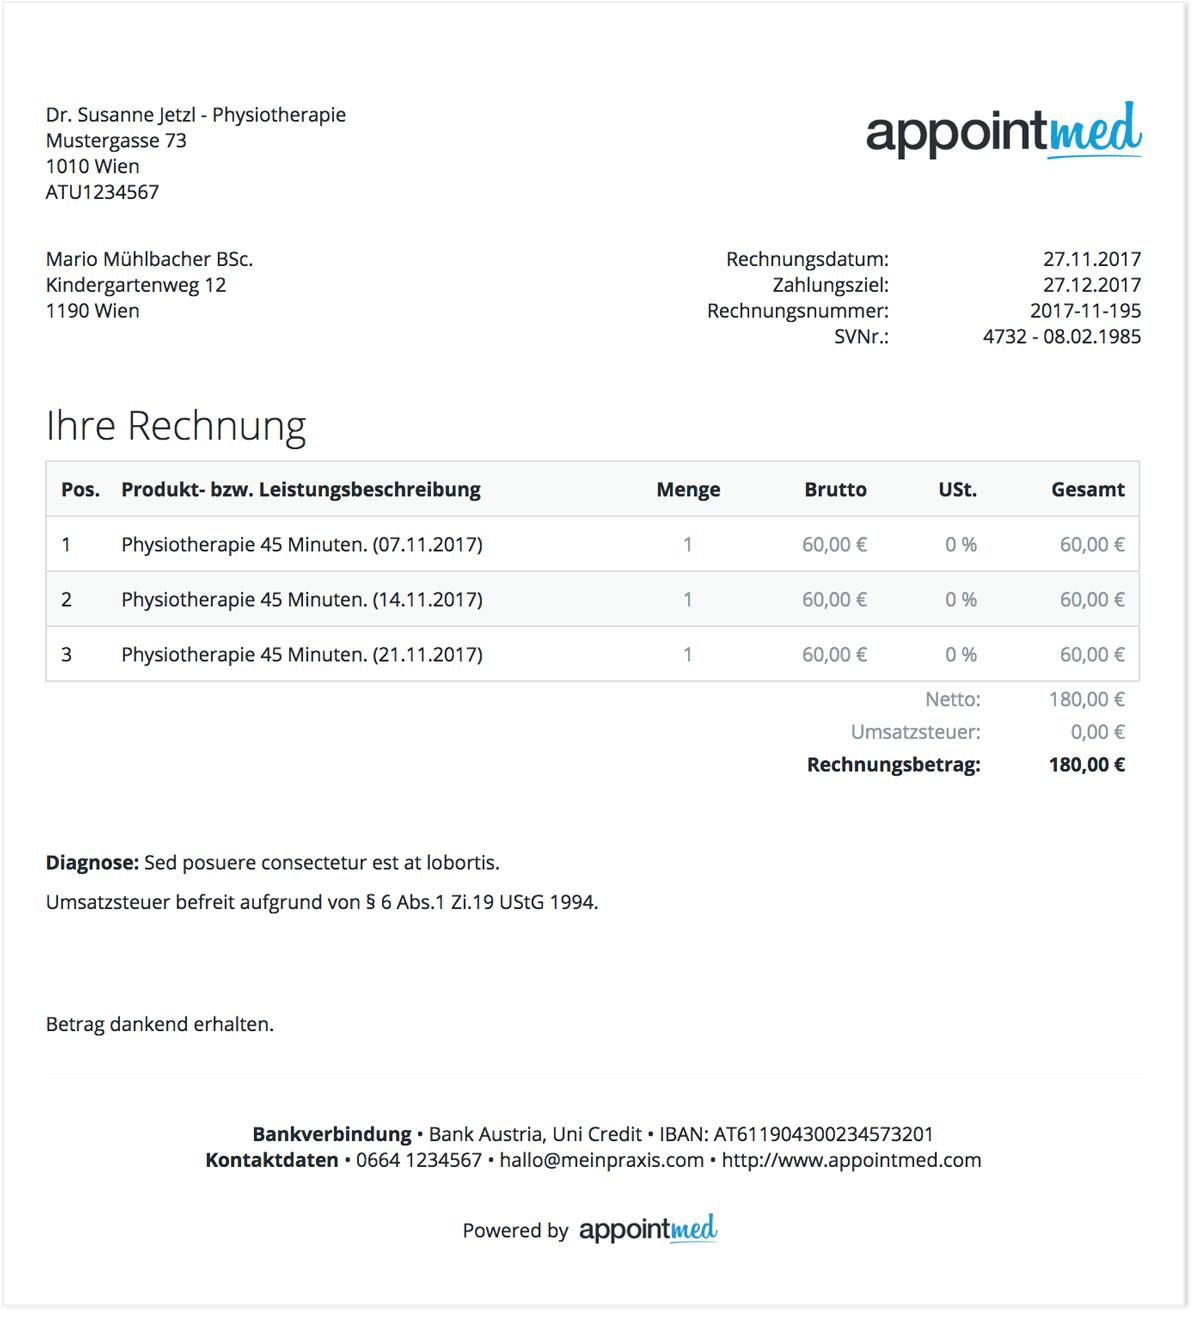 Dr. Susanne Jetzl - Physiotherapie
Mustergasse 73
1010 Wien
ATU1234567
appointmed
Mario Mühlbacher BSc.
Kindergartenweg 12
1190 Wien
Rechnungsdatum: 27.11.2017
Zahlungsziel: 27.12.2017
Rechnungsnummer: 2017-11-195
SVNr.: 4732 - 08.02.1985
Ihre Rechnung
Pos. Produkt- bzw. Leistungsbeschreibung Menge Brutto USt. Gesamt
1 Physiotherapie 45 Minuten. (07.11.2017) 1 60,00 € 0 % 60,00 €
2 Physiotherapie 45 Minuten. (14.11.2017) 1 60,00 € 0 % 60,00 €
3 Physiotherapie 45 Minuten. (21.11.2017) 1 60,00 € 0 % 60,00 €
Netto: 180,00 €
Umsatzsteuer: 0,00 €
Rechnungsbetrag: 180,00 €
Diagnose: Sed posuere consectetur est at lobortis.
Umsatzsteuer befreit aufgrund von § 6 Abs.1 Zi.19 UStG 1994.
Betrag dankend erhalten.
Bankverbindung • Bank Austria, Uni Credit • IBAN: AT611904300234573201
Kontaktdaten • 0664 1234567 • hallo@meinpraxis.com • http://www.appointmed.com
Powered by appointmed